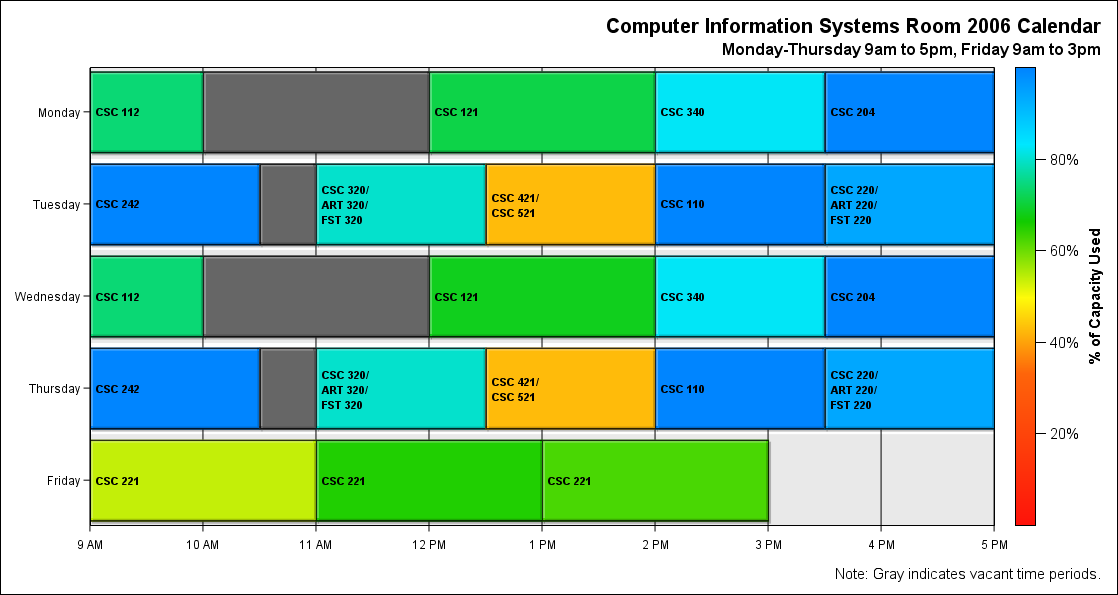 Computer Information Systems Room 2006 Calendar
Monday-Thursday 9am to 5pm, Friday 9am to 3pm
Monday
CSC 112
CSC 121
CSC 340
CSC 204
Tuesday
CSC 242
CSC 320/
ART 320/
FST 320
CSC 421/
CSC 521
CSC 110
CSC 220/
ART 220/
FST 220
Wednesday
CSC 112
CSC 121
CSC 340
CSC 204
Thursday
CSC 242
CSC 320/
ART 320/
FST 320
CSC 421/
CSC 521
CSC 110
CSC 220/
ART 220/
FST 220
Friday
CSC 221
CSC 221
CSC 221
9 AM
10 AM
11 AM
12 PM
1 PM
2 PM
3 PM
4 PM
5 PM
80%
60%
40%
20%
% of Capacity Used
Note: Gray indicates vacant time periods.